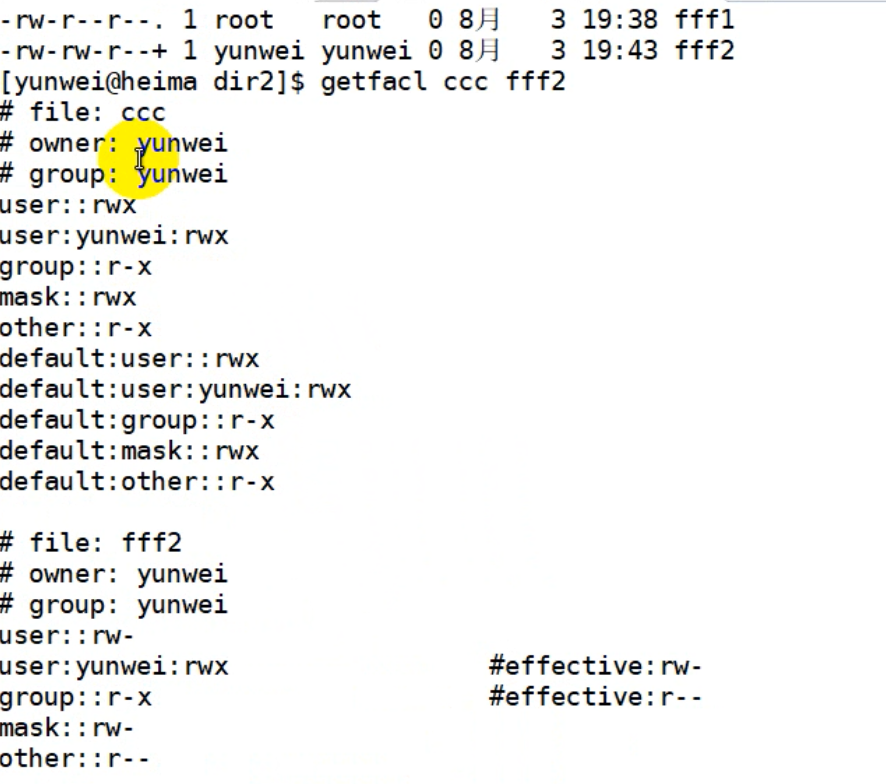 -rw-r--r--. 1 root   root   0 8月   3 19:38 fff1
-rw-rw-r--+ 1 yunwei yunwei 0 8月   3 19:43 fff2
[yunwei@heima dir2]$ getfacl ccc fff2
# file: ccc
# owner: yunwei
# group: yunwei
user::rwx
user:yunwei:rwx
group::r-x
mask::rwx
other::r-x
default:user::rwx
default:user:yunwei:rwx
default:group::r-x
default:mask::rwx
default:other::r-x

# file: fff2
# owner: yunwei
# group: yunwei
user::rw-
user:yunwei:rwx                 #effective:rw-
group::r-x                      #effective:r--
mask::rw-
other::r--